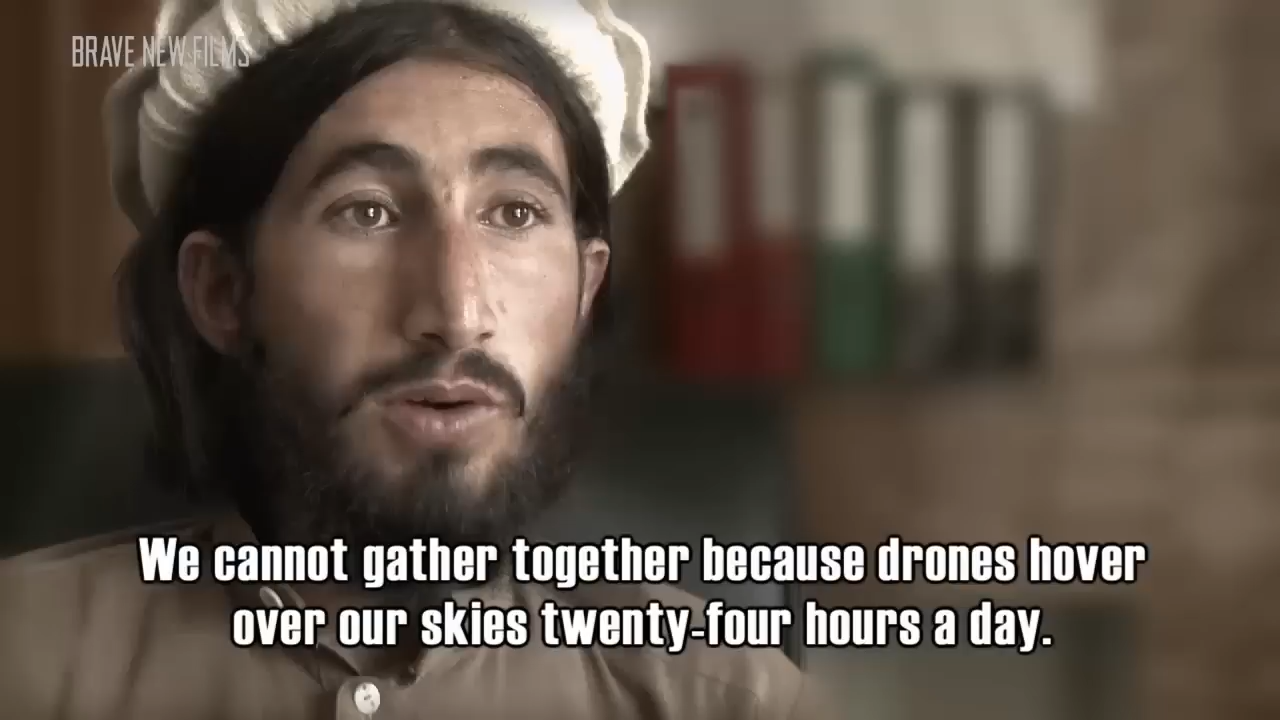 BRAVE NEW FILMS
We cannot gather together because drones hover
over our skies twenty-four hours a day.